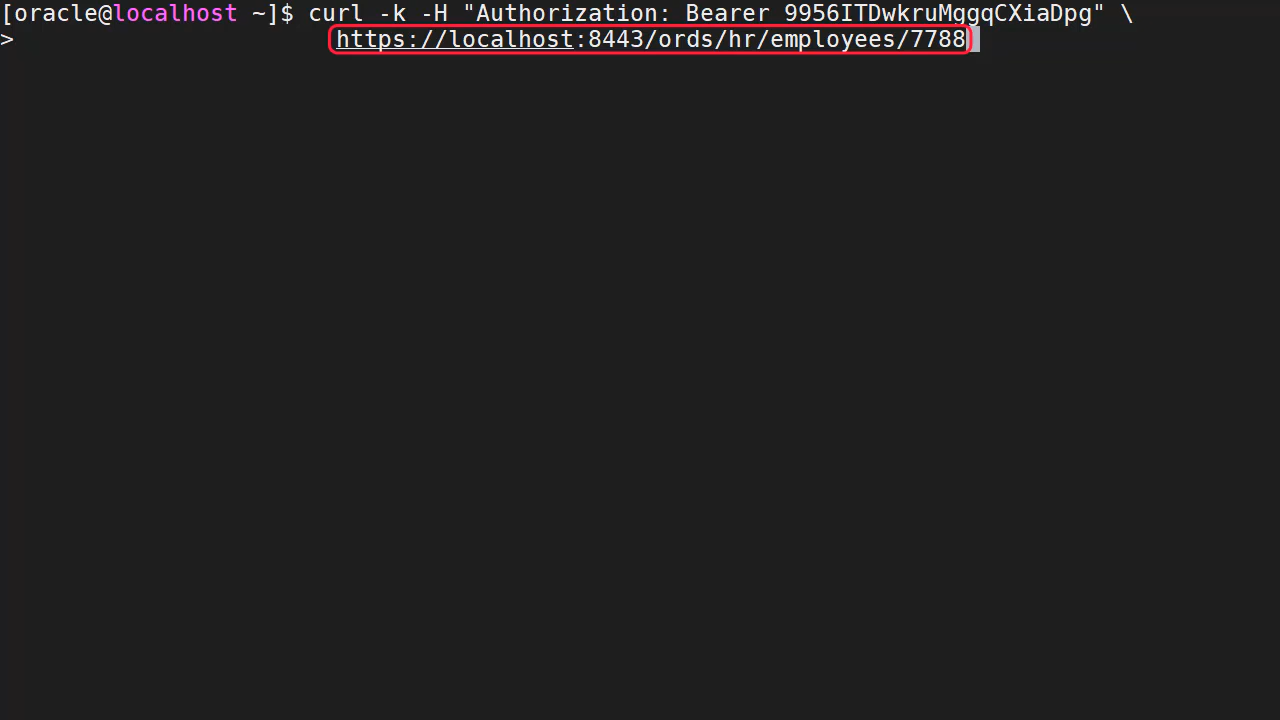 [oracle@localhost ~]$ curl -k -H "Authorization: Bearer 9956ITDwkruMggqCXiaDpg" \
> https://localhost:8443/ords/hr/employees/7788